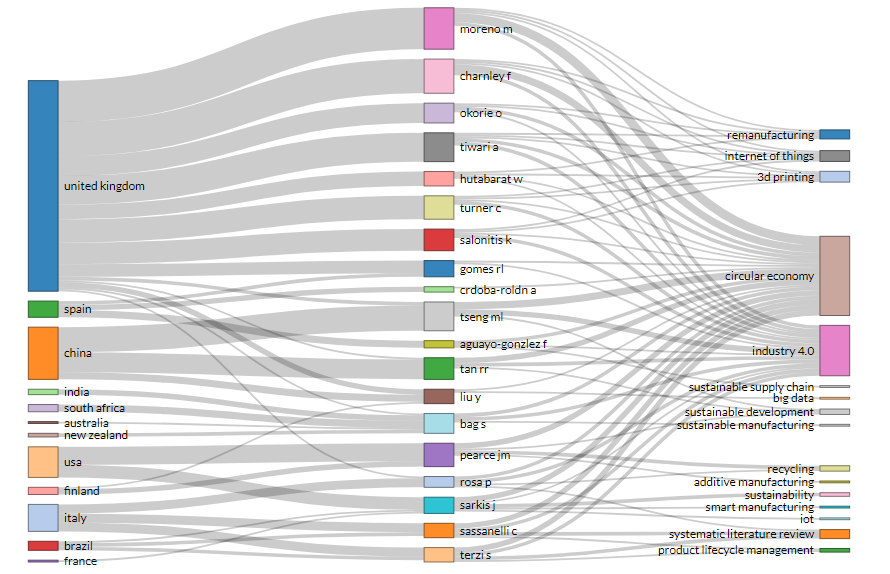 united kingdom
spain
china
india
south africa
australia
new zealand
usa
finland
italy
brazil
france
moreno m
charnley f
okorie o
tiwari a
hutabarat w
turner c
salonitis k
gomes rl
crdoba-roldn a
tseng ml
aguayo-gonzlez f
tan rr
liu y
bag s
pearce jm
rosa p
sarkis j
sassanelli c
terzi s
remanufacturing
internet of things
3d printing
circular economy
industry 4.0
sustainable supply chain
big data
sustainable development
sustainable manufacturing
recycling
additive manufacturing
sustainability
smart manufacturing
iot
systematic literature review
product lifecycle management